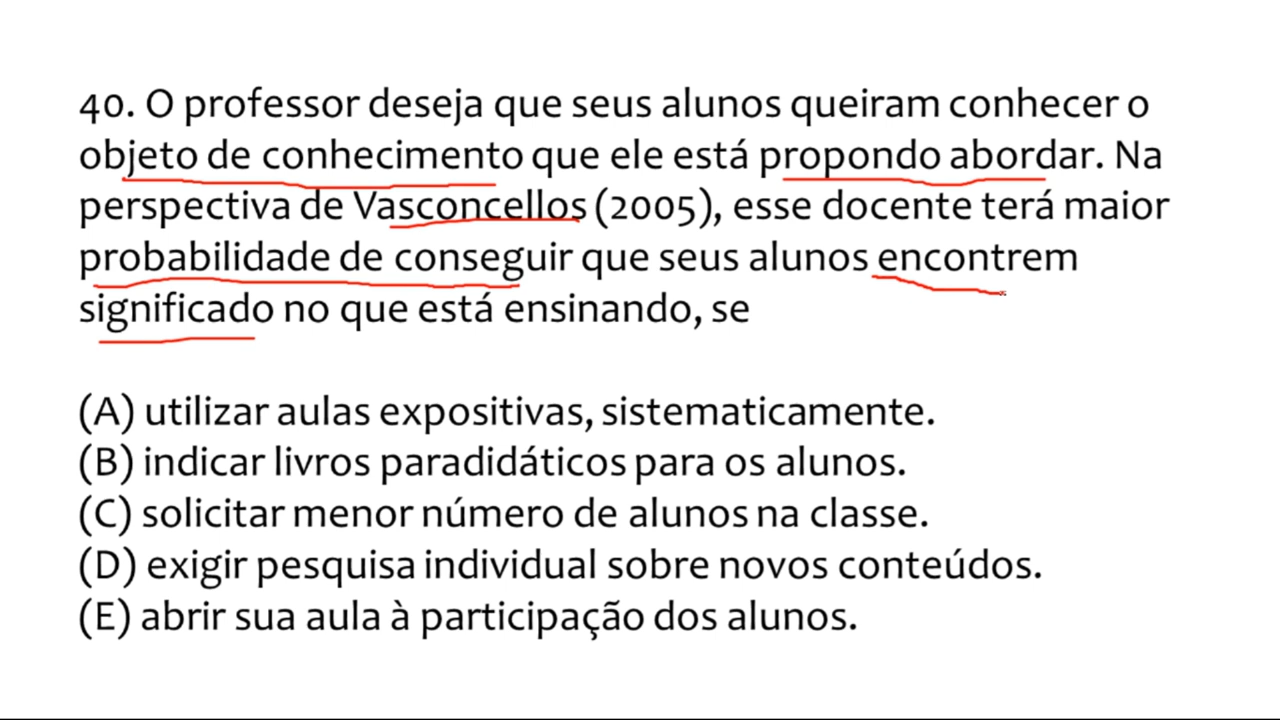 40. O professor deseja que seus alunos queiram conhecer o
objeto de conhecimento que ele está propondo abordar. Na
perspectiva de Vasconcellos (2005), esse docente terá maior
probabilidade de conseguir que seus alunos encontrem
significado no que está ensinando, se
(A) utilizar aulas expositivas, sistematicamente.
(B) indicar livros paradidáticos para os alunos.
(C) solicitar menor número de alunos na classe.
(D) exigir pesquisa individual sobre novos conteúdos.
(E) abrir sua aula à participação dos alunos.